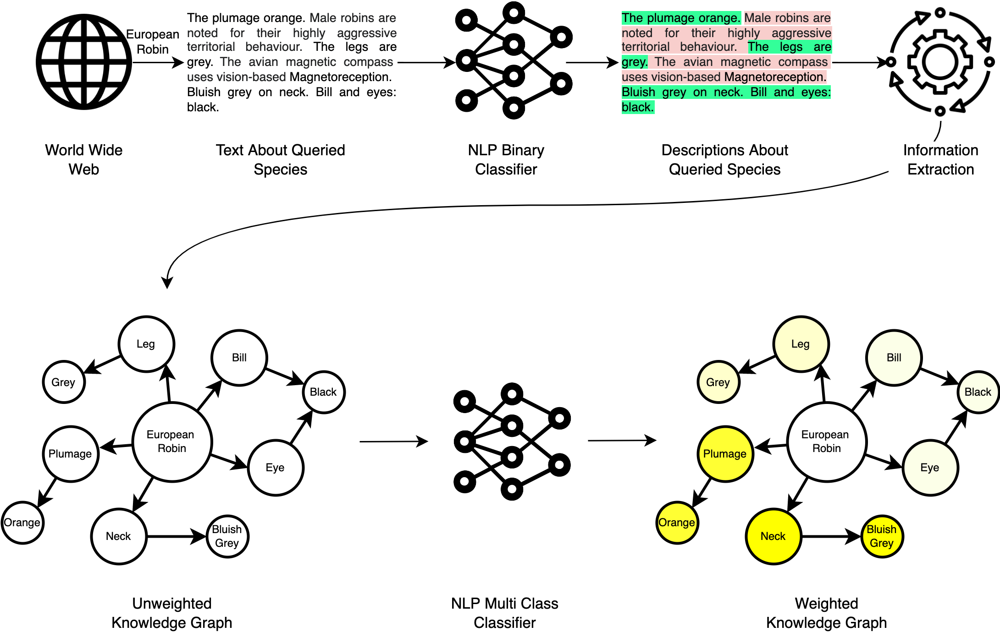 European
Robin
The plumage orange. Male robins are
noted for their highly aggressive
territorial behaviour. The legs are
grey. The avian magnetic compass
uses vision-based Magnetoreception.
Bluish grey on neck. Bill and eyes:
black.
The plumage orange. Male robins are
noted for their highly aggressive
territorial behaviour. The legs are
grey. The avian magnetic compass
uses vision-based Magnetoreception.
Bluish grey on neck. Bill and eyes:
black.
World Wide
Web
Text About Queried
Species
NLP Binary
Classifier
Descriptions About
Queried Species
Information
Extraction
Leg
Bill
Grey
Black
European
Robin
Plumage
Eye
Orange
Neck
Bluish
Grey
Leg
Bill
Grey
Black
European
Robin
Plumage
Eye
Orange
Neck
Bluish
Grey
Unweighted
Knowledge Graph
NLP Multi Class
Classifier
Weighted
Knowledge Graph